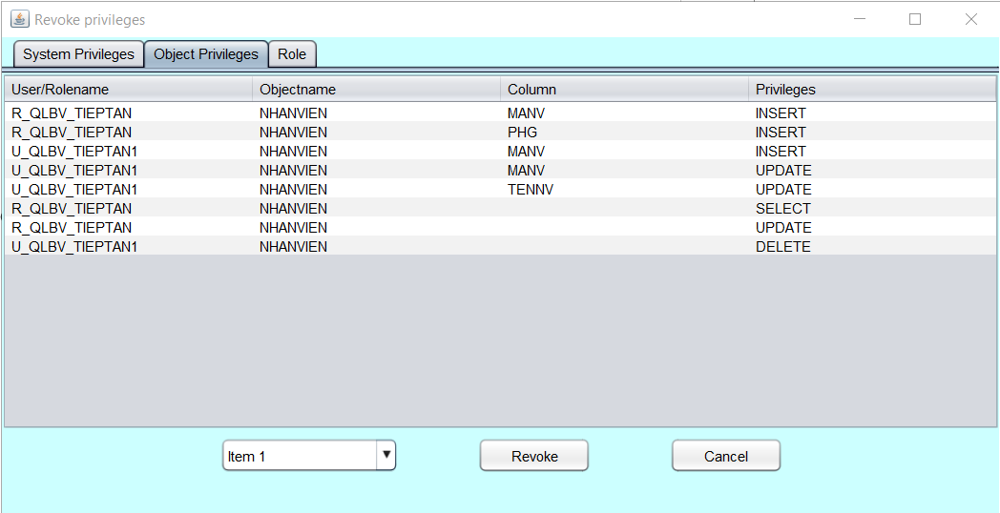 Revoke privileges
System Privileges Object Privileges Role
User/Rolename Objectname Column Privileges
R_QLBV_TIEPTAN NHANVIEN MANV INSERT
R_QLBV_TIEPTAN NHANVIEN PHG INSERT
U_QLBV_TIEPTAN1 NHANVIEN MANV INSERT
U_QLBV_TIEPTAN1 NHANVIEN MANV UPDATE
U_QLBV_TIEPTAN1 NHANVIEN TENNV UPDATE
R_QLBV_TIEPTAN NHANVIEN SELECT
R_QLBV_TIEPTAN NHANVIEN UPDATE
U_QLBV_TIEPTAN1 NHANVIEN DELETE
Item 1 Revoke Cancel